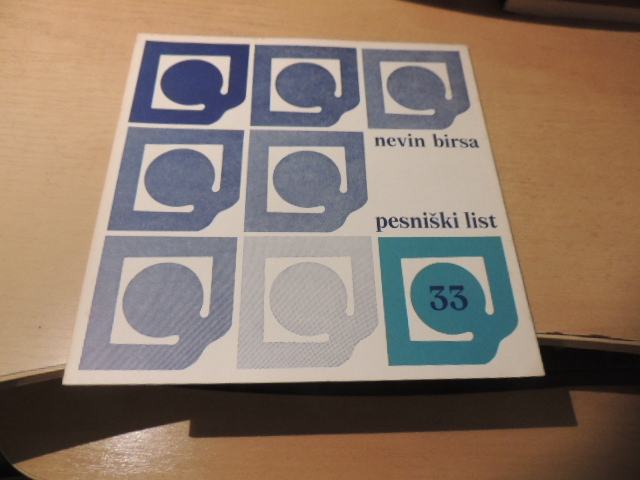 nevin birsa
pesniški list
33